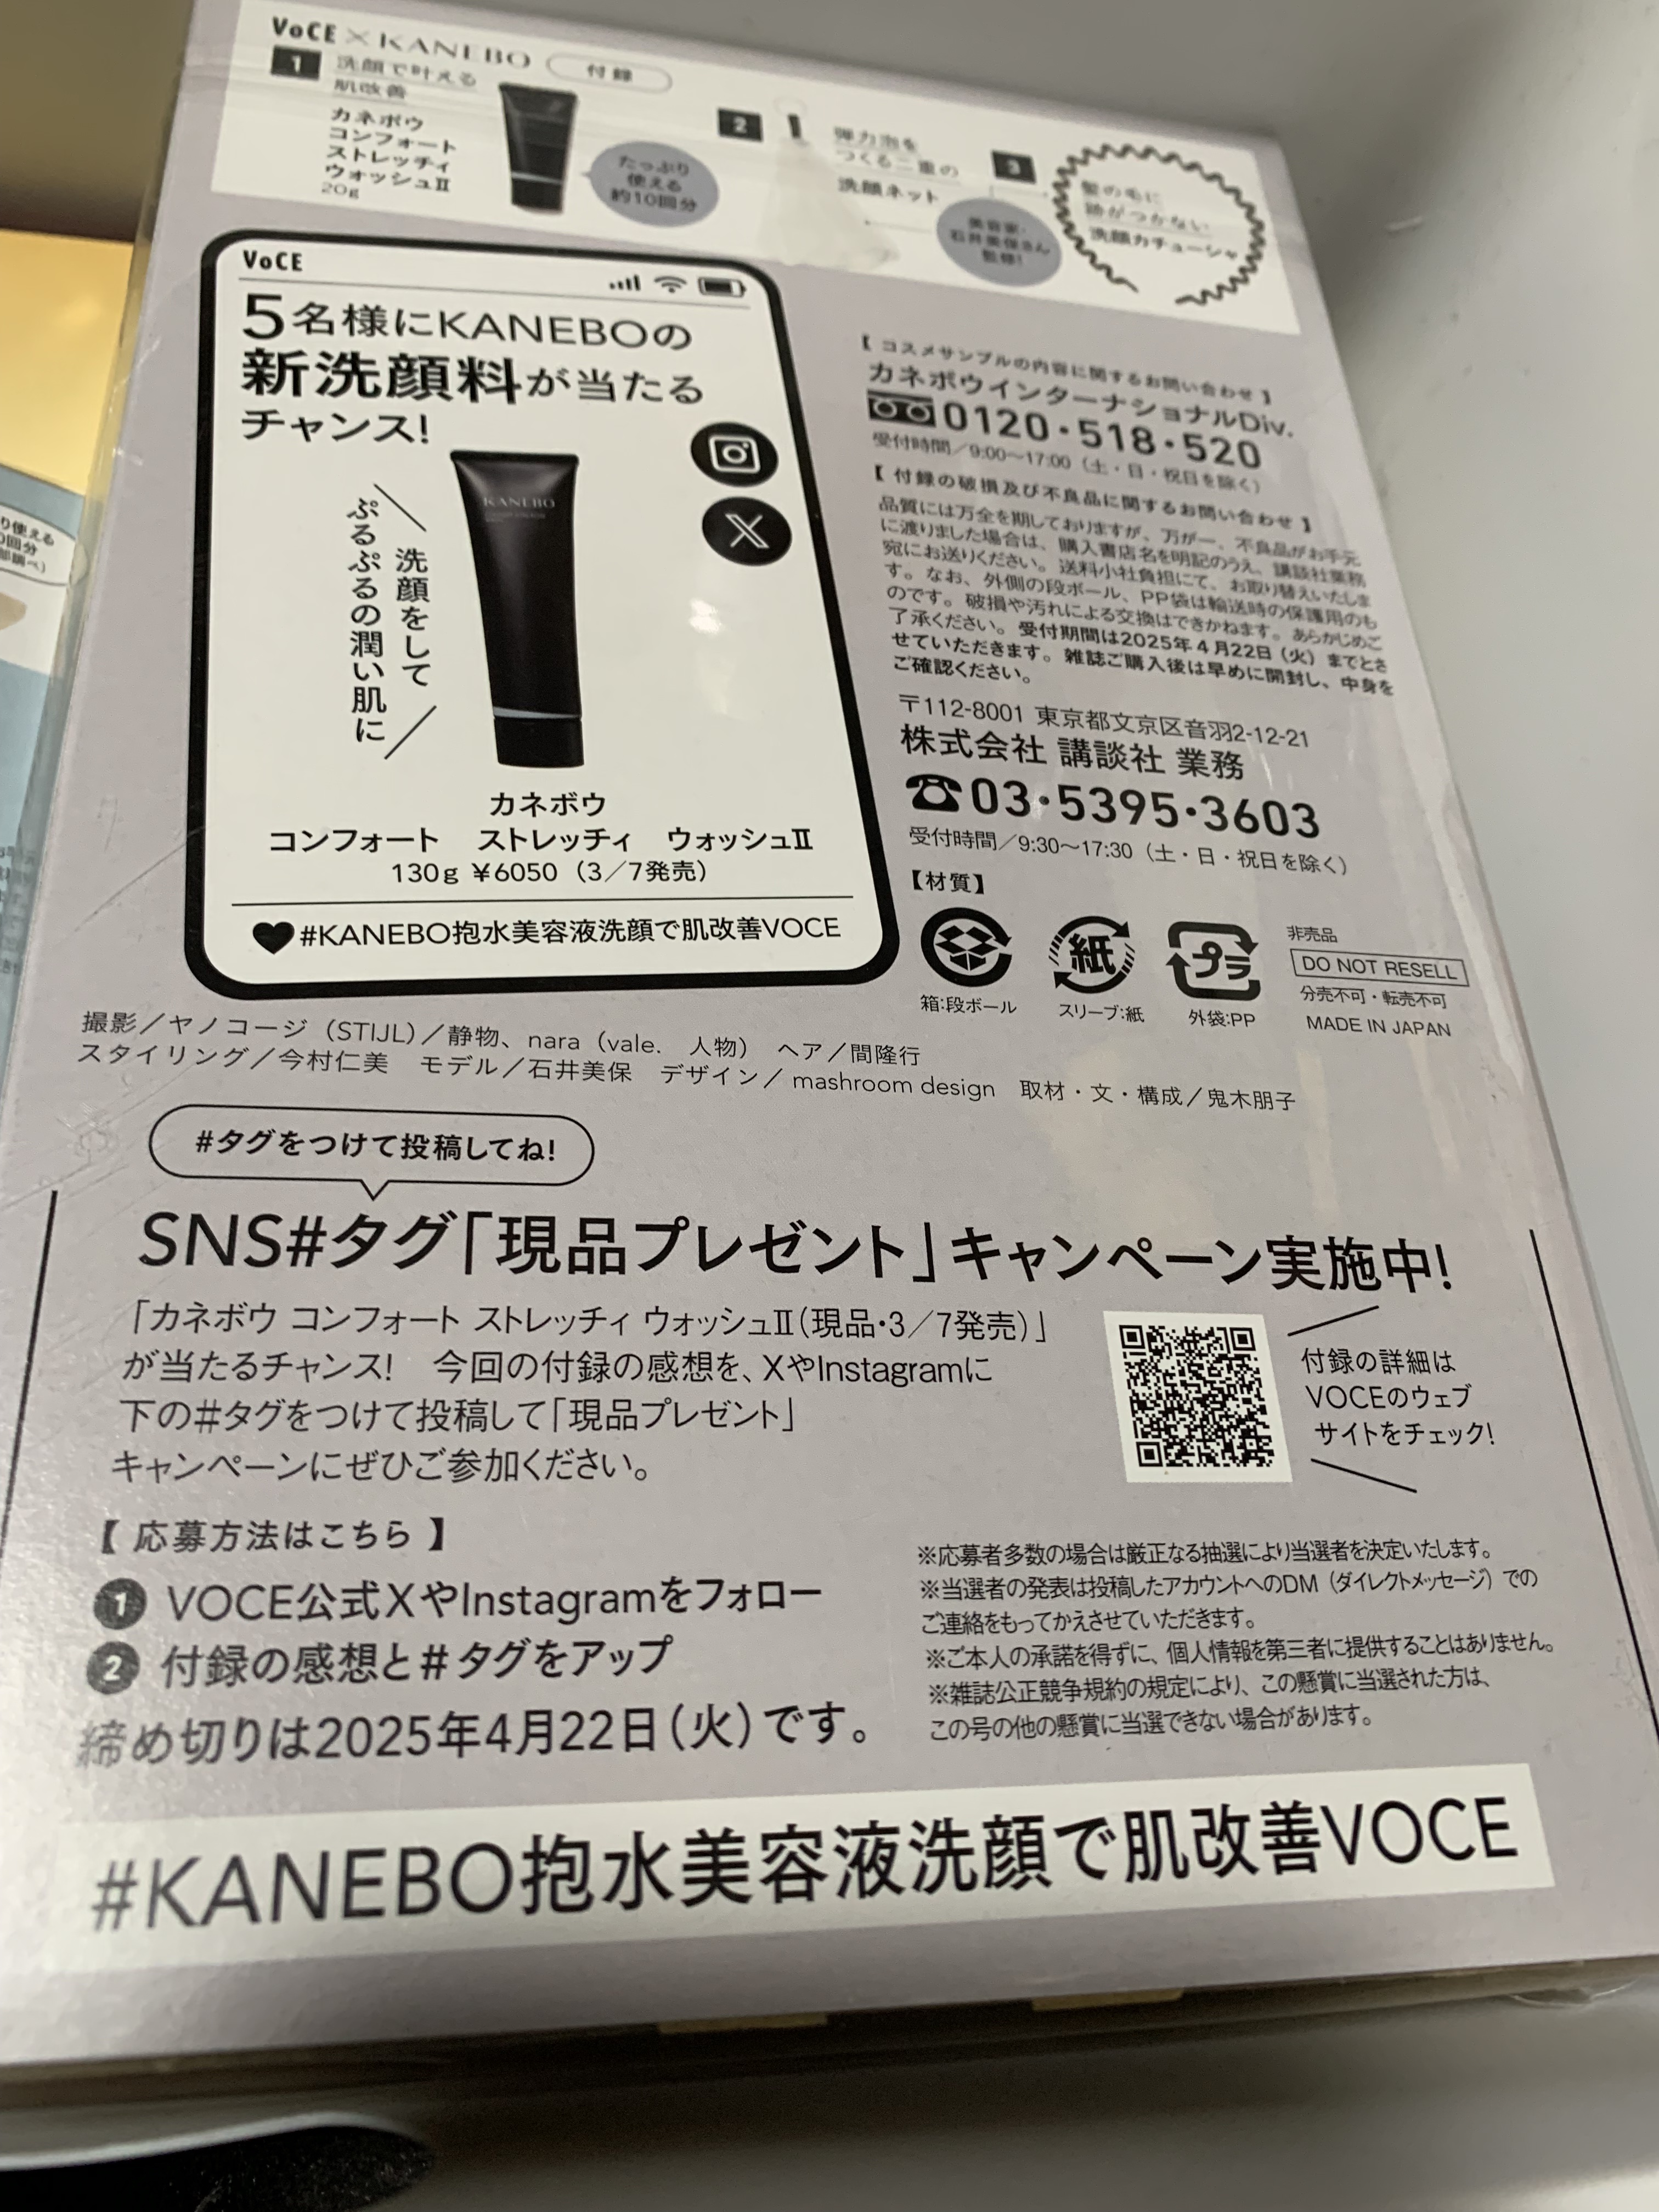 VoCE×KANEBO 付録
1 洗顔で叶える
肌改善
カネボウ
コンフォート
ストレッチィ
ウォッシュⅡ
20g
たっぷり
使える
約10回分
2 弾力泡を
つくる二重の
洗顔ネット
美容家・
石井美保さん
監修!
3 髪の毛に
跡がつかない
洗顔カチューシャ
VoCE
5名様にKANEBOの
新洗顔料が当たる
チャンス!
洗顔をして
ぷるぷるの潤い肌に
KANEBO
カネボウ
コンフォート ストレッチィ ウォッシュⅡ
130g ¥6050（3／7発売）
#KANEBO抱水美容液洗顔で肌改善VOCE
【 コスメサンプルの内容に関するお問い合わせ 】
カネボウインターナショナルDiv.
0120・518・520
受付時間／9:00〜17:00（土・日・祝日を除く）
【 付録の破損及び不良品に関するお問い合わせ 】
品質には万全を期しておりますが、万が一、不良品がお手元
に渡りました場合は、購入書店名を明記のうえ、講談社業務
宛にお送りください。送料小社負担にて、お取り替えいたしま
す。なお、外側の段ボール、PP袋は輸送時の保護用のも
のです。破損や汚れによる交換はできかねます。あらかじめご
了承ください。受付期間は2025年4月22日（火）までとさ
せていただきます。雑誌ご購入後は早めに開封し、中身を
ご確認ください。
〒112-8001 東京都文京区音羽2-12-21
株式会社 講談社 業務
☎03・5395・3603
受付時間／9:30〜17:30（土・日・祝日を除く）
【材質】
紙
プラ
箱:段ボール
スリーブ:紙
外袋:PP
非売品
DO NOT RESELL
分売不可・転売不可
MADE IN JAPAN
撮影／ヤノコージ（STIJL）／静物、nara（vale. 人物） ヘア／間隆行
スタイリング／今村仁美 モデル／石井美保 デザイン／mashroom design 取材・文・構成／鬼木朋子
#タグをつけて投稿してね!
SNS#タグ「現品プレゼント」キャンペーン実施中!
「カネボウ コンフォート ストレッチィ ウォッシュⅡ（現品・3／7発売）」
が当たるチャンス! 今回の付録の感想を、XやInstagramに
下の#タグをつけて投稿して「現品プレゼント」
キャンペーンにぜひご参加ください。
付録の詳細は
VOCEのウェブ
サイトをチェック!
【 応募方法はこちら 】
1 VOCE公式XやInstagramをフォロー
2 付録の感想と#タグをアップ
締め切りは2025年4月22日（火）です。
※応募者多数の場合は厳正なる抽選により当選者を決定いたします。
※当選者の発表は投稿したアカウントへのDM（ダイレクトメッセージ）での
ご連絡をもってかえさせていただきます。
※ご本人の承諾を得ずに、個人情報を第三者に提供することはありません。
※雑誌公正競争規約の規定により、この懸賞に当選された方は、
この号の他の懸賞に当選できない場合があります。
#KANEBO抱水美容液洗顔で肌改善VOCE